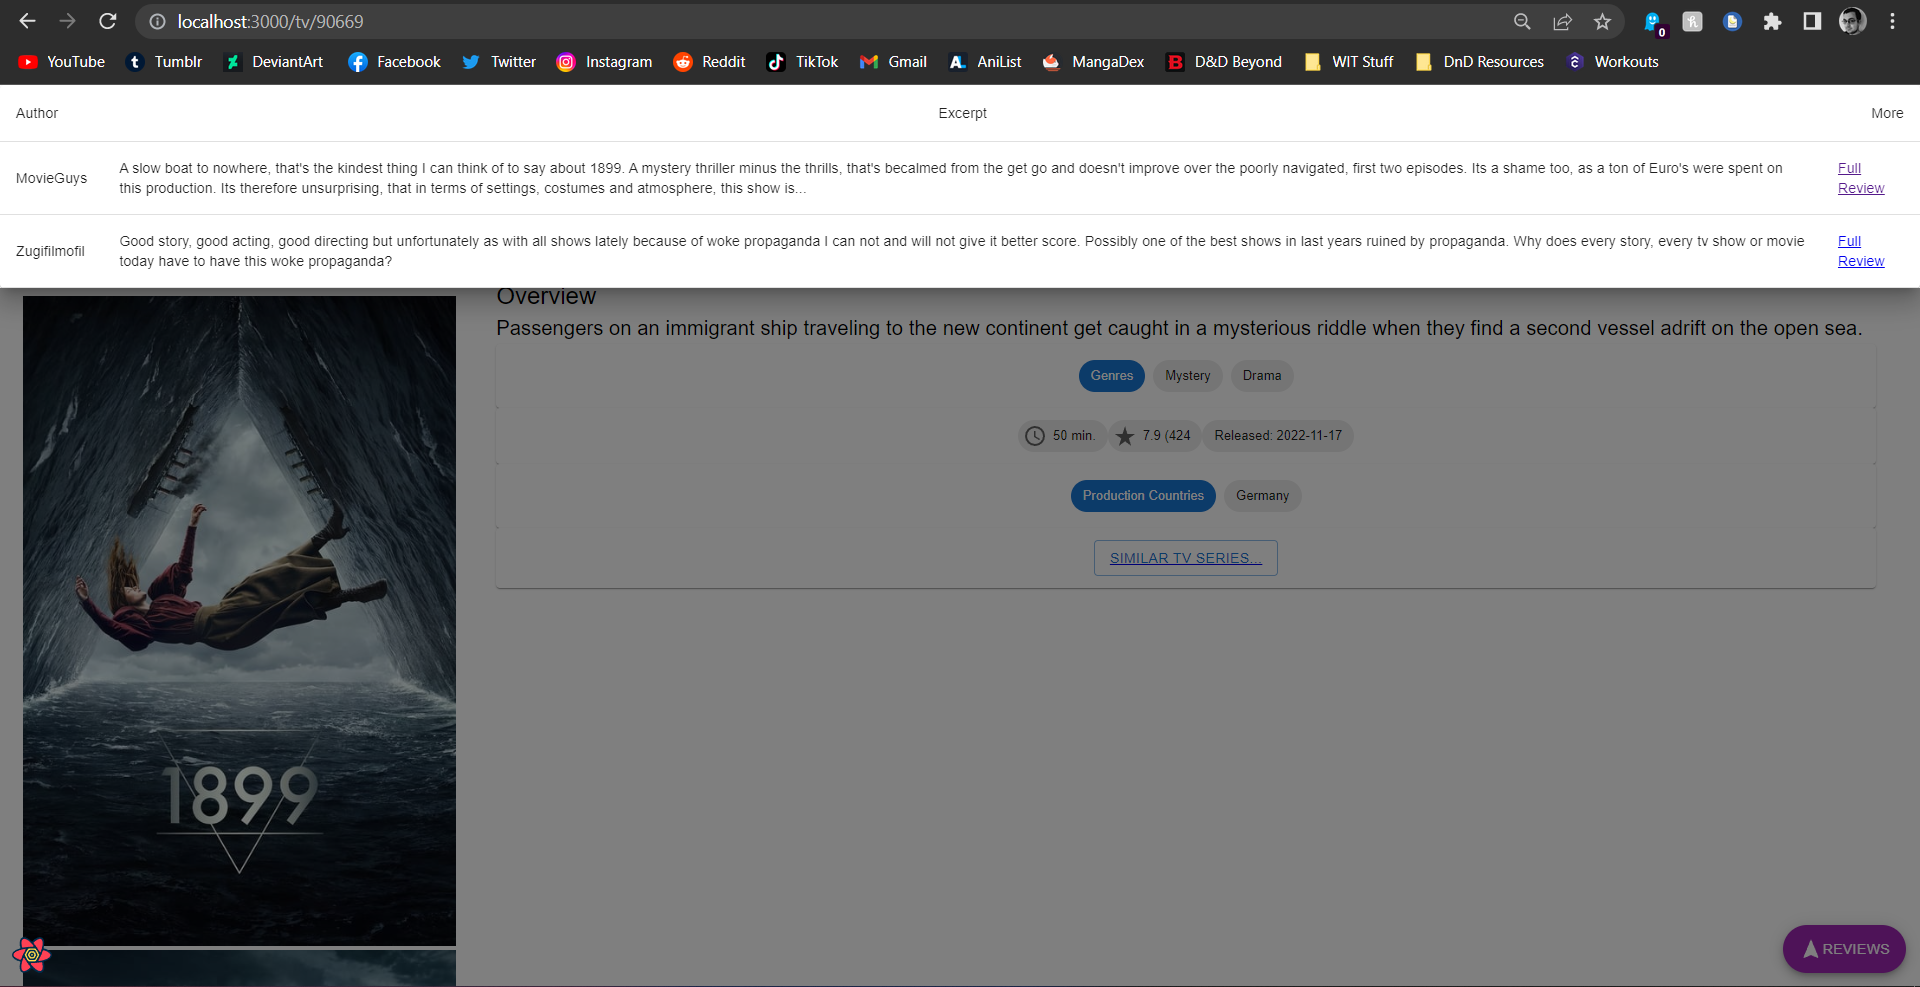 localhost:3000/tv/90669
0
YouTube Tumblr DeviantArt Facebook Twitter Instagram Reddit TikTok Gmail AniList MangaDex D&D Beyond WIT Stuff DnD Resources Workouts
Author Excerpt More
MovieGuys
A slow boat to nowhere, that's the kindest thing I can think of to say about 1899. A mystery thriller minus the thrills, that's becalmed from the get go and doesn't improve over the poorly navigated, first two episodes. Its a shame too, as a ton of Euro's were spent on
this production. Its therefore unsurprising, that in terms of settings, costumes and atmosphere, this show is...
Full
Review
Zugifilmofil
Good story, good acting, good directing but unfortunately as with all shows lately because of woke propaganda I can not and will not give it better score. Possibly one of the best shows in last years ruined by propaganda. Why does every story, every tv show or movie
today have to have this woke propaganda?
Full
Review
Overview
Passengers on an immigrant ship traveling to the new continent get caught in a mysterious riddle when they find a second vessel adrift on the open sea.
Genres Mystery Drama
50 min. 7.9 (424 Released: 2022-11-17
Production Countries Germany
SIMILAR TV SERIES...
1899
REVIEWS